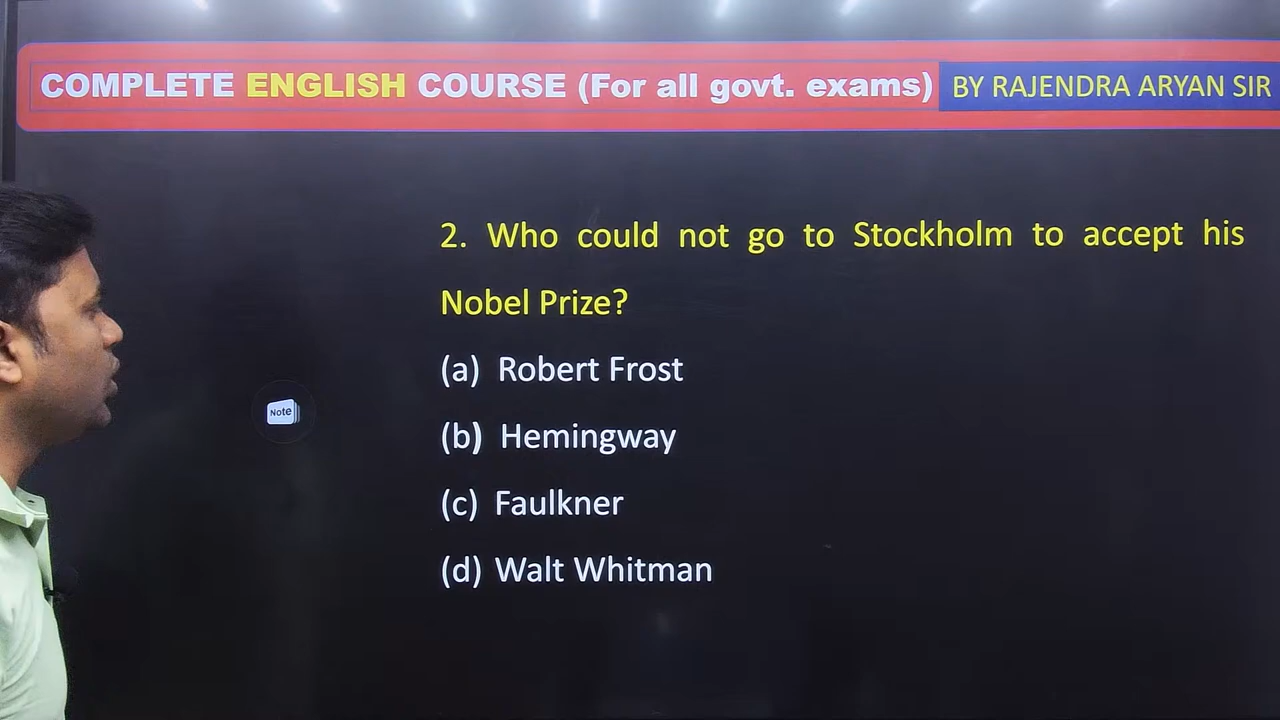 COMPLETE ENGLISH COURSE (For all govt. exams) BY RAJENDRA ARYAN SIR
2. Who could not go to Stockholm to accept his
Nobel Prize?
(a) Robert Frost
(b) Hemingway
(c) Faulkner
(d) Walt Whitman
Note